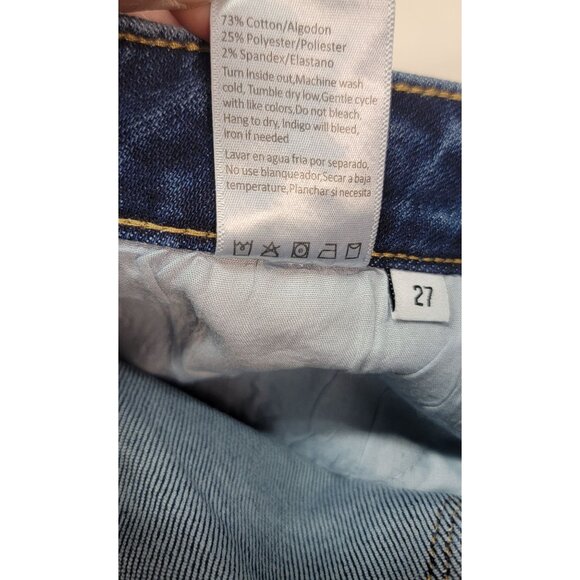 73% Cotton/Algodon
25% Polyester/Poliester
2% Spandex/Elastano
Turn inside out,Machine wash
cold, Tumble dry low,Gentle cycle
with like colors,Do not bleach,
Hang to dry, Indigo will bleed,
Iron if needed
Lavar en agua fria por separado,
No use blanqueador,Secar a baja
temperature,Planchar si necesita
27